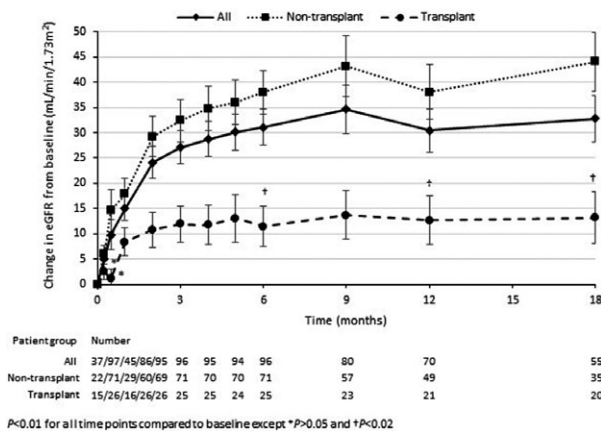 All Non-transplant Transplant
Change in eGFR from baseline (mL/min/1.73m²)
50
45
40
35
30
25
20
15
10
5
0
* *
† † †
0 3 6 9 12 18
Time (months)
Patient group Number
All 37/97/45/86/95 96 95 94 96 80 70 55
Non-transplant 22/71/29/60/69 71 70 70 71 57 49 35
Transplant 15/26/16/26/26 25 25 24 25 23 21 20
P<0.01 for all time points compared to baseline except *P>0.05 and †P<0.02